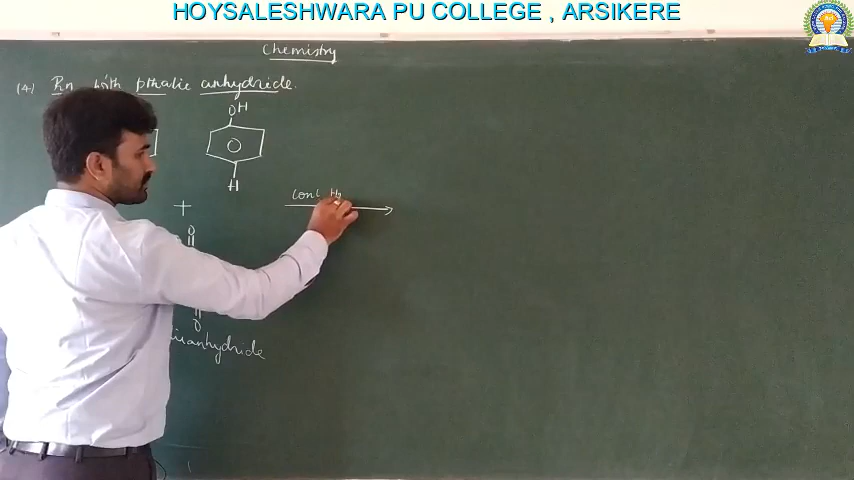 HOYSALESHWARA PU COLLEGE , ARSIKERE
Chemistry
(4) Rn with pthalic anhydride.
OH
H
+
Conc H2
O
O
anhydride